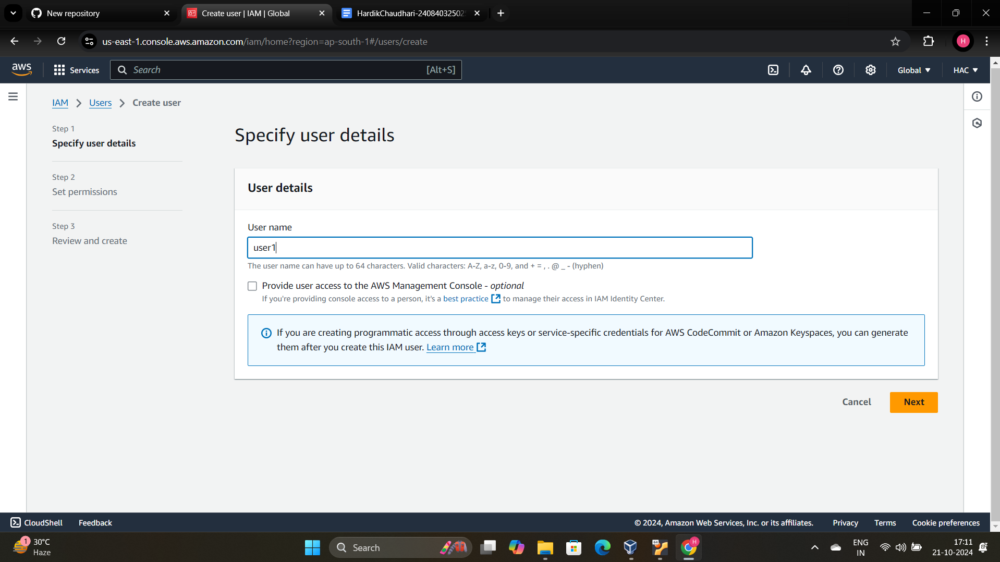 New repository
Create user | IAM | Global
HardikChaudhari-24084032502
us-east-1.console.aws.amazon.com/iam/home?region=ap-south-1#/users/create
H
aws
Services
Search
[Alt+S]
Global
HAC
IAM
Users
Create user
Step 1
Specify user details
Step 2
Set permissions
Step 3
Review and create
Specify user details
User details
User name
user1
The user name can have up to 64 characters. Valid characters: A-Z, a-z, 0-9, and + = , . @ _ - (hyphen)
Provide user access to the AWS Management Console - optional
If you're providing console access to a person, it's a best practice to manage their access in IAM Identity Center.
If you are creating programmatic access through access keys or service-specific credentials for AWS CodeCommit or Amazon Keyspaces, you can generate
them after you create this IAM user. Learn more
Cancel
Next
CloudShell
Feedback
© 2024, Amazon Web Services, Inc. or its affiliates.
Privacy
Terms
Cookie preferences
1
30°C
Haze
Search
64
H
ENG
IN
17:11
21-10-2024